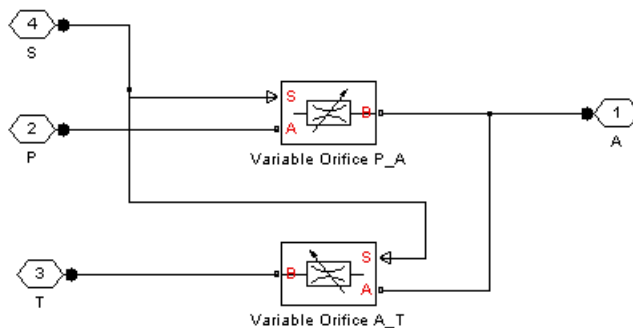 4
S
S
2
P
A
B
1
A
Variable Orifice P_A
S
3
T
B
A
Variable Orifice A_T